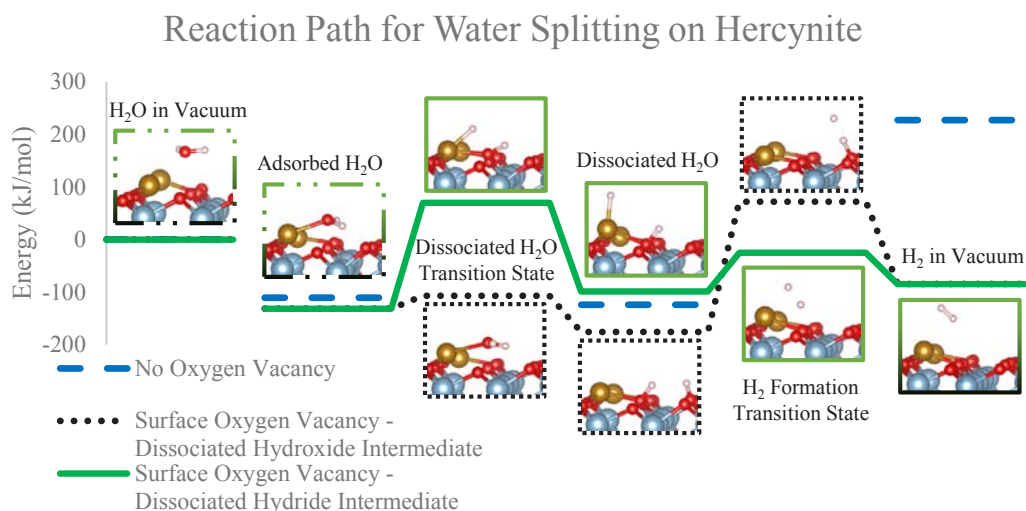 Reaction Path for Water Splitting on Hercynite
Energy (kJ/mol)
300
200
100
0
-100
-200
H₂O in Vacuum
Adsorbed H₂O
Dissociated H₂O
Transition State
Dissociated H₂O
H₂ Formation
Transition State
H₂ in Vacuum
No Oxygen Vacancy
Surface Oxygen Vacancy -
Dissociated Hydroxide Intermediate
Surface Oxygen Vacancy -
Dissociated Hydride Intermediate